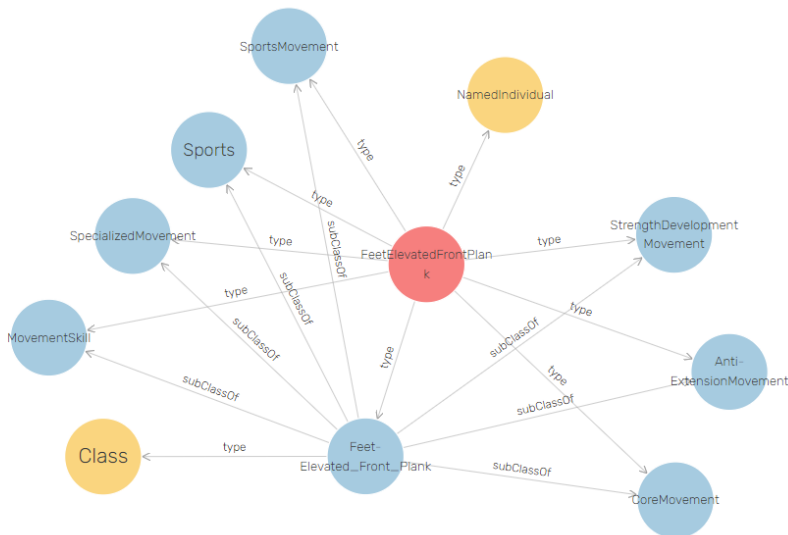 SportsMovement
NamedIndividual
Sports
type
type
type
StrengthDevelopment
Movement
SpecializedMovement
type
subClassOf
type
FeetElevatedFrontPlan
k
type
subClassOf
type
MovementSkill
subClassOf
subClassOf
type
type
Anti-
ExtensionMovement
subClassOf
subClassOf
Class
type
Feet-
Elevated_Front_Plank
subClassOf
CoreMovement